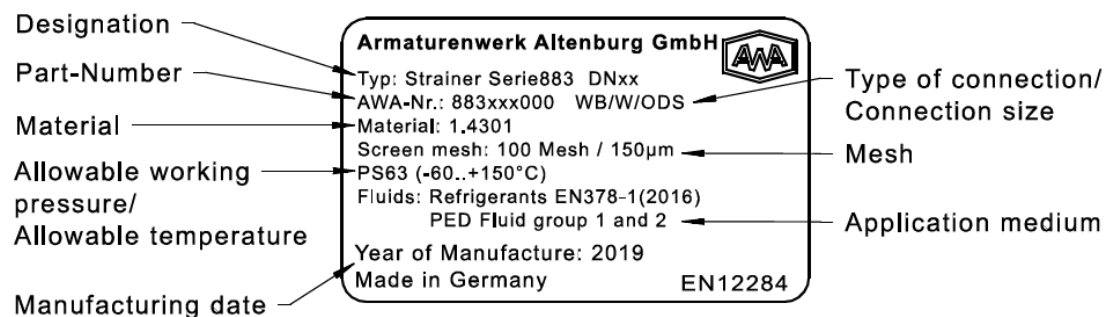 Designation
Part-Number
Material
Allowable working
pressure/
Allowable temperature
Manufacturing date
Armaturenwerk Altenburg GmbH
AWA
Typ: Strainer Serie883 DNxx
AWA-Nr.: 883xxx000 WB/W/ODS
Material: 1.4301
Screen mesh: 100 Mesh / 150µm
PS63 (-60..+150°C)
Fluids: Refrigerants EN378-1(2016)
PED Fluid group 1 and 2
Year of Manufacture: 2019
Made in Germany EN12284
Type of connection/
Connection size
Mesh
Application medium